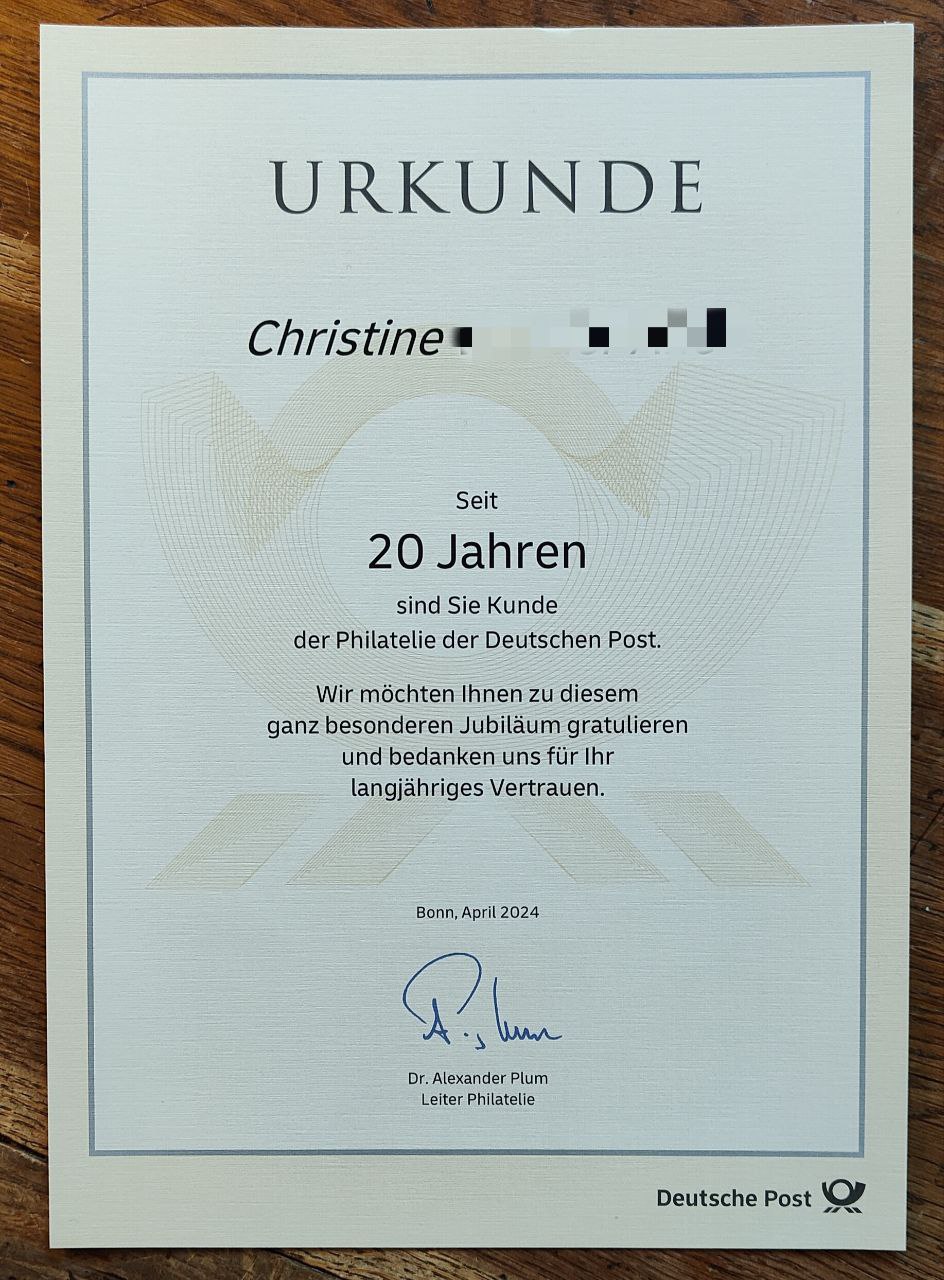 URKUNDE
Christine
Seit
20 Jahren
sind Sie Kunde
der Philatelie der Deutschen Post.
Wir möchten Ihnen zu diesem
ganz besonderen Jubiläum gratulieren
und bedanken uns für Ihr
langjähriges Vertrauen.
Bonn, April 2024
Dr. Alexander Plum
Leiter Philatelie
Deutsche Post